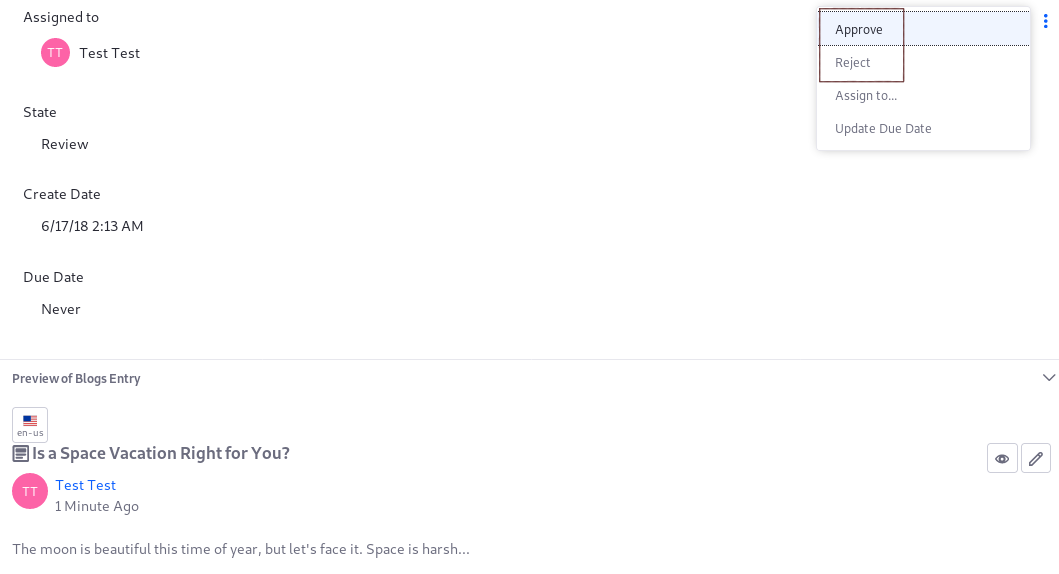 Assigned to
TT Test Test
State
Review
Create Date
6/17/18 2:13 AM
Due Date
Never
Approve
Reject
Assign to...
Update Due Date
Preview of Blogs Entry
en-us
Is a Space Vacation Right for You?
TT Test Test
1 Minute Ago
The moon is beautiful this time of year, but let's face it. Space is harsh...